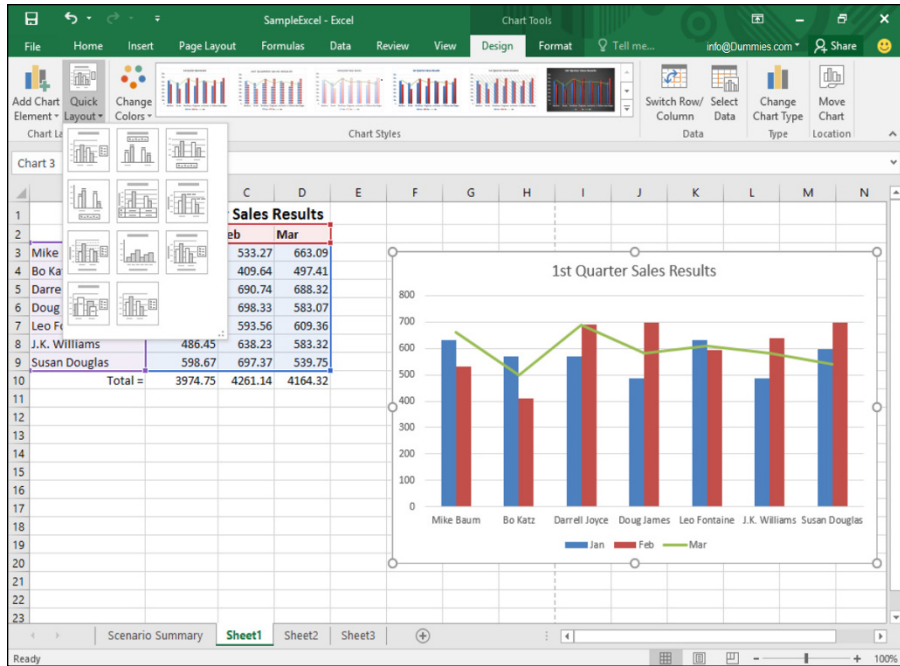 SampleExcel - Excel
Chart Tools
File Home Insert Page Layout Formulas Data Review View Design Format Tell me... info@Dummies.com Share
Add Chart Element Quick Layout Change Colors Switch Row/ Column Select Data Change Chart Type Move Chart
Chart La Chart Styles Data Type Location
Chart 3
C D E F G H I J K L M N
1 Sales Results
2 eb Mar
3 Mike 533.27 663.09
4 Bo Ka 409.64 497.41
5 Darre 690.74 688.32
6 Doug 698.33 583.07
7 Leo Fo 593.56 609.36
8 J.K. Williams 486.45 638.23 583.32
9 Susan Douglas 598.67 697.37 539.75
10 Total = 3974.75 4261.14 4164.32
11
12
13
14
15
16
17
18
19
20
21
22
23
1st Quarter Sales Results
800
700
600
500
400
300
200
100
0
Mike Baum Bo Katz Darrell Joyce Doug James Leo Fontaine J.K. Williams Susan Douglas
Jan Feb Mar
Scenario Summary Sheet1 Sheet2 Sheet3
Ready 100%